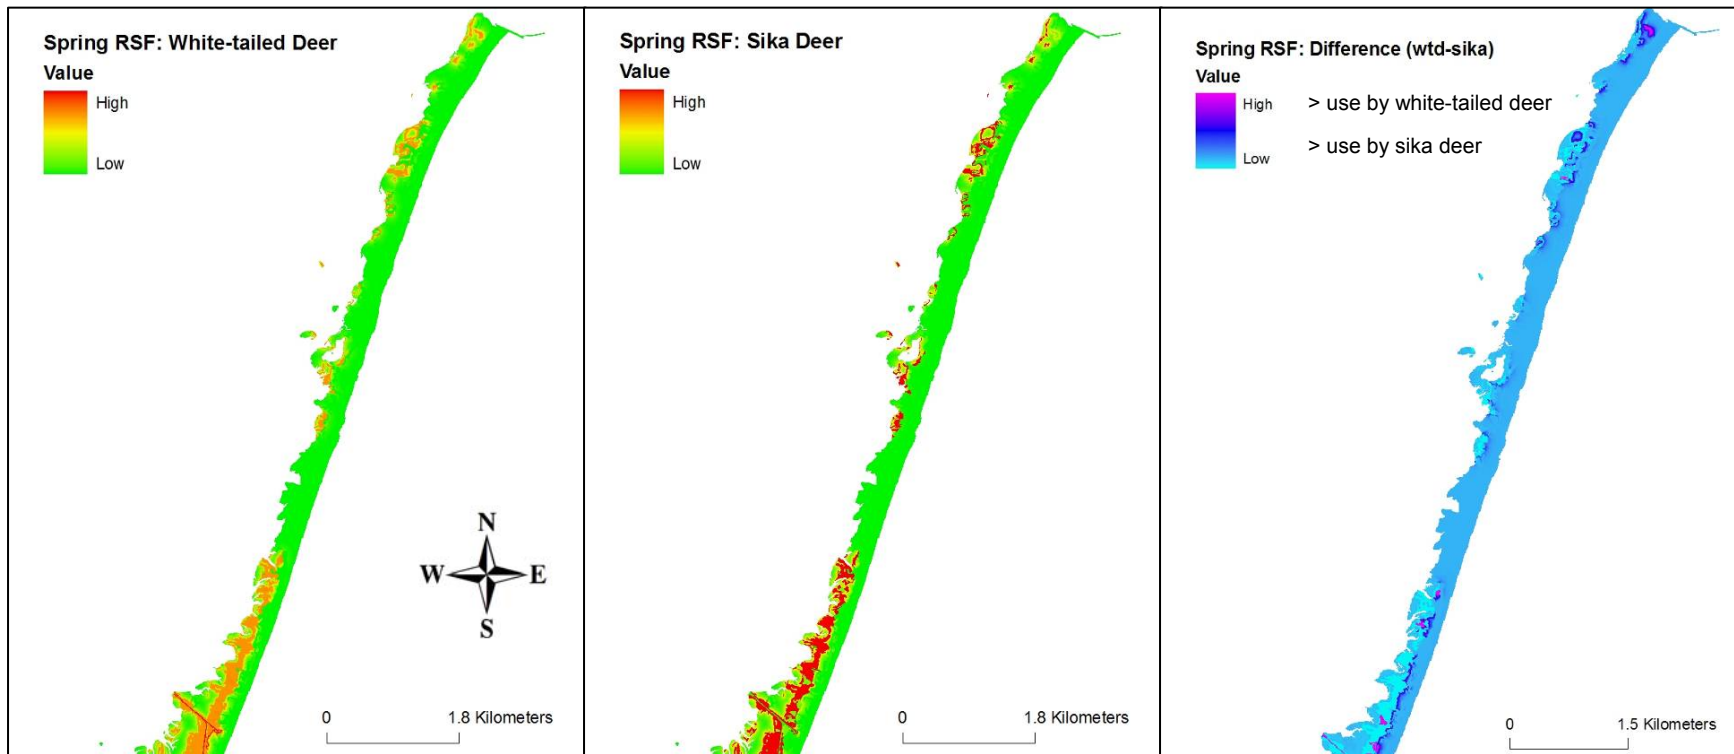 Spring RSF: White-tailed Deer
Value
High
Low
N
W E
S
0 1.8 Kilometers
Spring RSF: Sika Deer
Value
High
Low
0 1.8 Kilometers
Spring RSF: Difference (wtd-sika)
Value
High > use by white-tailed deer
Low > use by sika deer
0 1.5 Kilometers